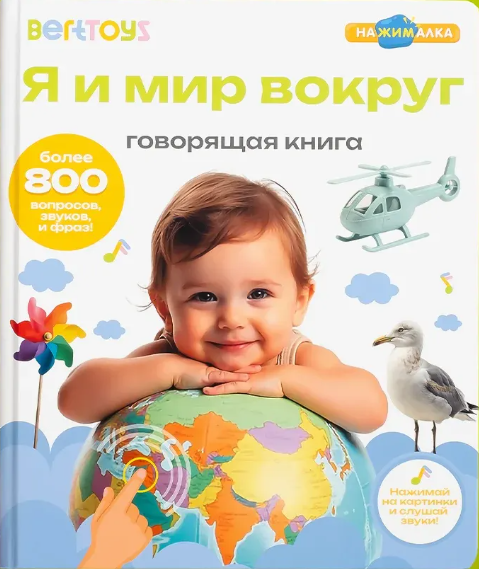 BertToys
НАЖИМАЛКА
Я и мир вокруг
говорящая книга
более
800
вопросов,
звуков,
и фраз!
Нажимай
на картинки
и слушай
звуки!